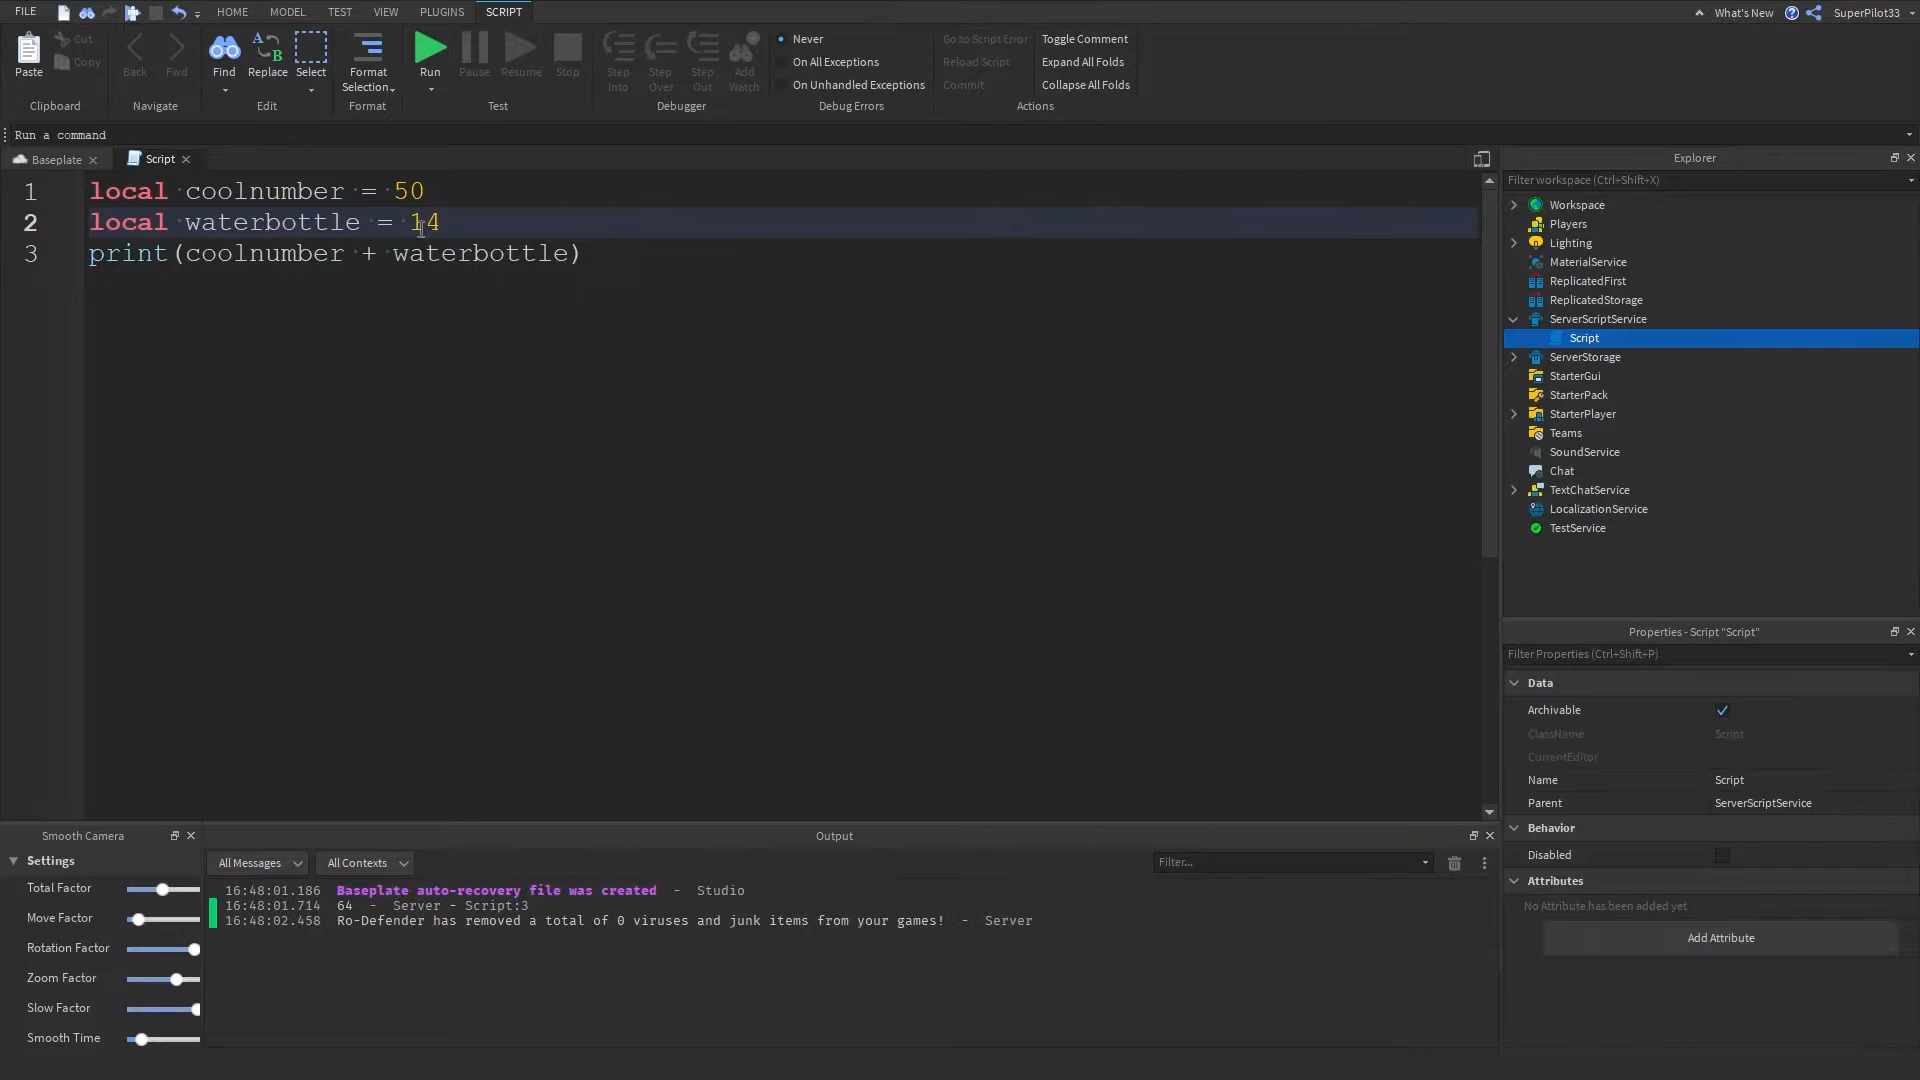 FILE HOME MODEL TEST VIEW PLUGINS SCRIPT What's New SuperPilot33
Paste Cut Copy Back Fwd Find Replace Select Format Selection Run Pause Resume Stop Step Into Step Over Step Out Add Watch
Never
On All Exceptions
On Unhandled Exceptions
Go to Script Error
Reload Script
Commit
Toggle Comment
Expand All Folds
Collapse All Folds
Clipboard Navigate Edit Format Test Debugger Debug Errors Actions
Run a command
Baseplate Script
1 local coolnumber = 50
2 local waterbottle = 14
3 print(coolnumber + waterbottle)
Explorer
Filter workspace (Ctrl+Shift+X)
Workspace
Players
Lighting
MaterialService
ReplicatedFirst
ReplicatedStorage
ServerScriptService
Script
ServerStorage
StarterGui
StarterPack
StarterPlayer
Teams
SoundService
Chat
TextChatService
LocalizationService
TestService
Properties - Script "Script"
Filter Properties (Ctrl+Shift+P)
Data
Archivable
ClassName Script
CurrentEditor
Name Script
Parent ServerScriptService
Behavior
Disabled
Attributes
No Attribute has been added yet
Add Attribute
Smooth Camera
Settings
Total Factor
Move Factor
Rotation Factor
Zoom Factor
Slow Factor
Smooth Time
Output
All Messages All Contexts Filter...
16:48:01.186 Baseplate auto-recovery file was created - Studio
16:48:01.714 64 - Server - Script:3
16:48:02.458 Ro-Defender has removed a total of 0 viruses and junk items from your games! - Server